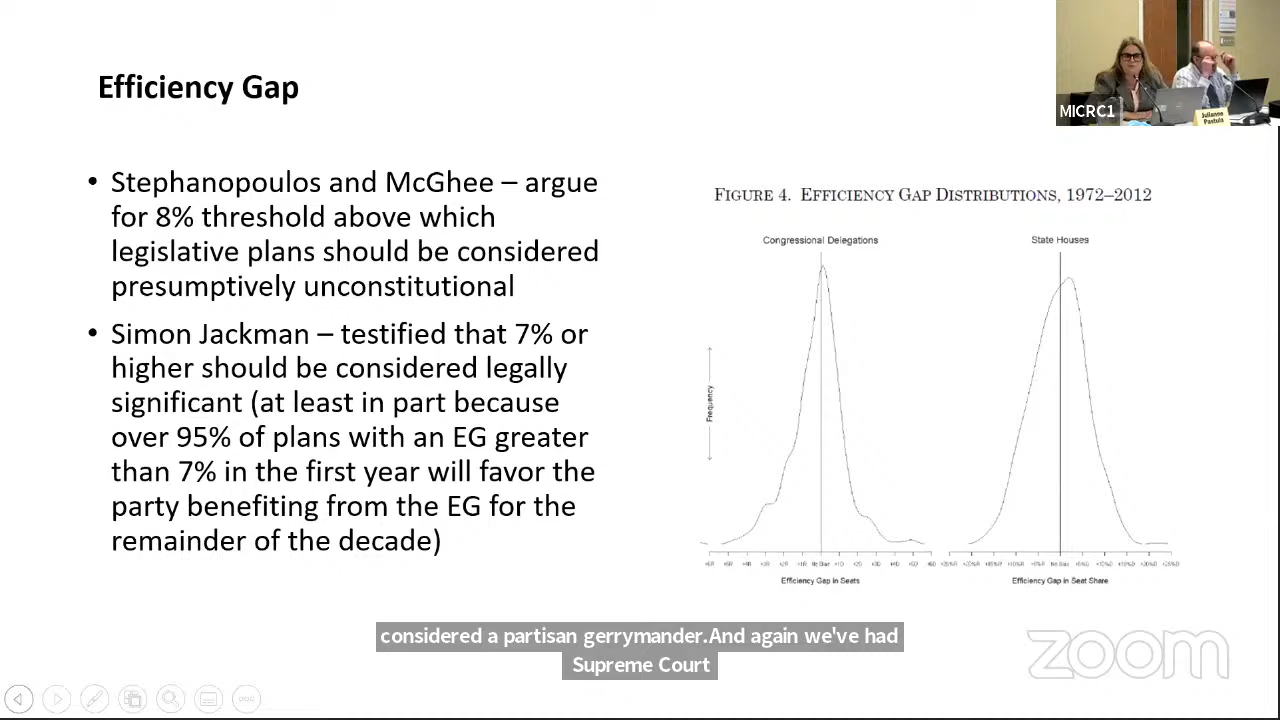 Efficiency Gap
MICRC1
Julianne
Pastula
• Stephanopoulos and McGhee – argue
for 8% threshold above which
legislative plans should be considered
presumptively unconstitutional
• Simon Jackman – testified that 7% or
higher should be considered legally
significant (at least in part because
over 95% of plans with an EG greater
than 7% in the first year will favor the
party benefiting from the EG for the
remainder of the decade)
FIGURE 4. EFFICIENCY GAP DISTRIBUTIONS, 1972–2012
Congressional Delegations
State Houses
Frequency
Efficiency Gap in Seats
Efficiency Gap in Seat Share
considered a partisan gerrymander.And again we've had
Supreme Court
zoom